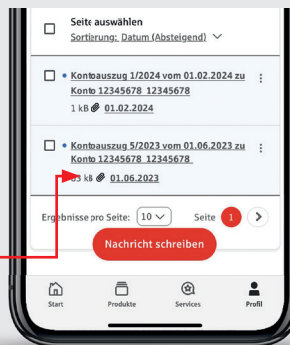 Seite auswählen
Sortierung: Datum (Absteigend)
Kontoauszug 1/2024 vom 01.02.2024 zu
Konto 12345678 12345678
1 kB 01.02.2024
Kontoauszug 5/2023 vom 01.06.2023 zu
Konto 12345678 12345678
kB 01.06.2023
Ergebnisse pro Seite: 10 Seite 1
Nachricht schreiben
Start Produkte Services Profil